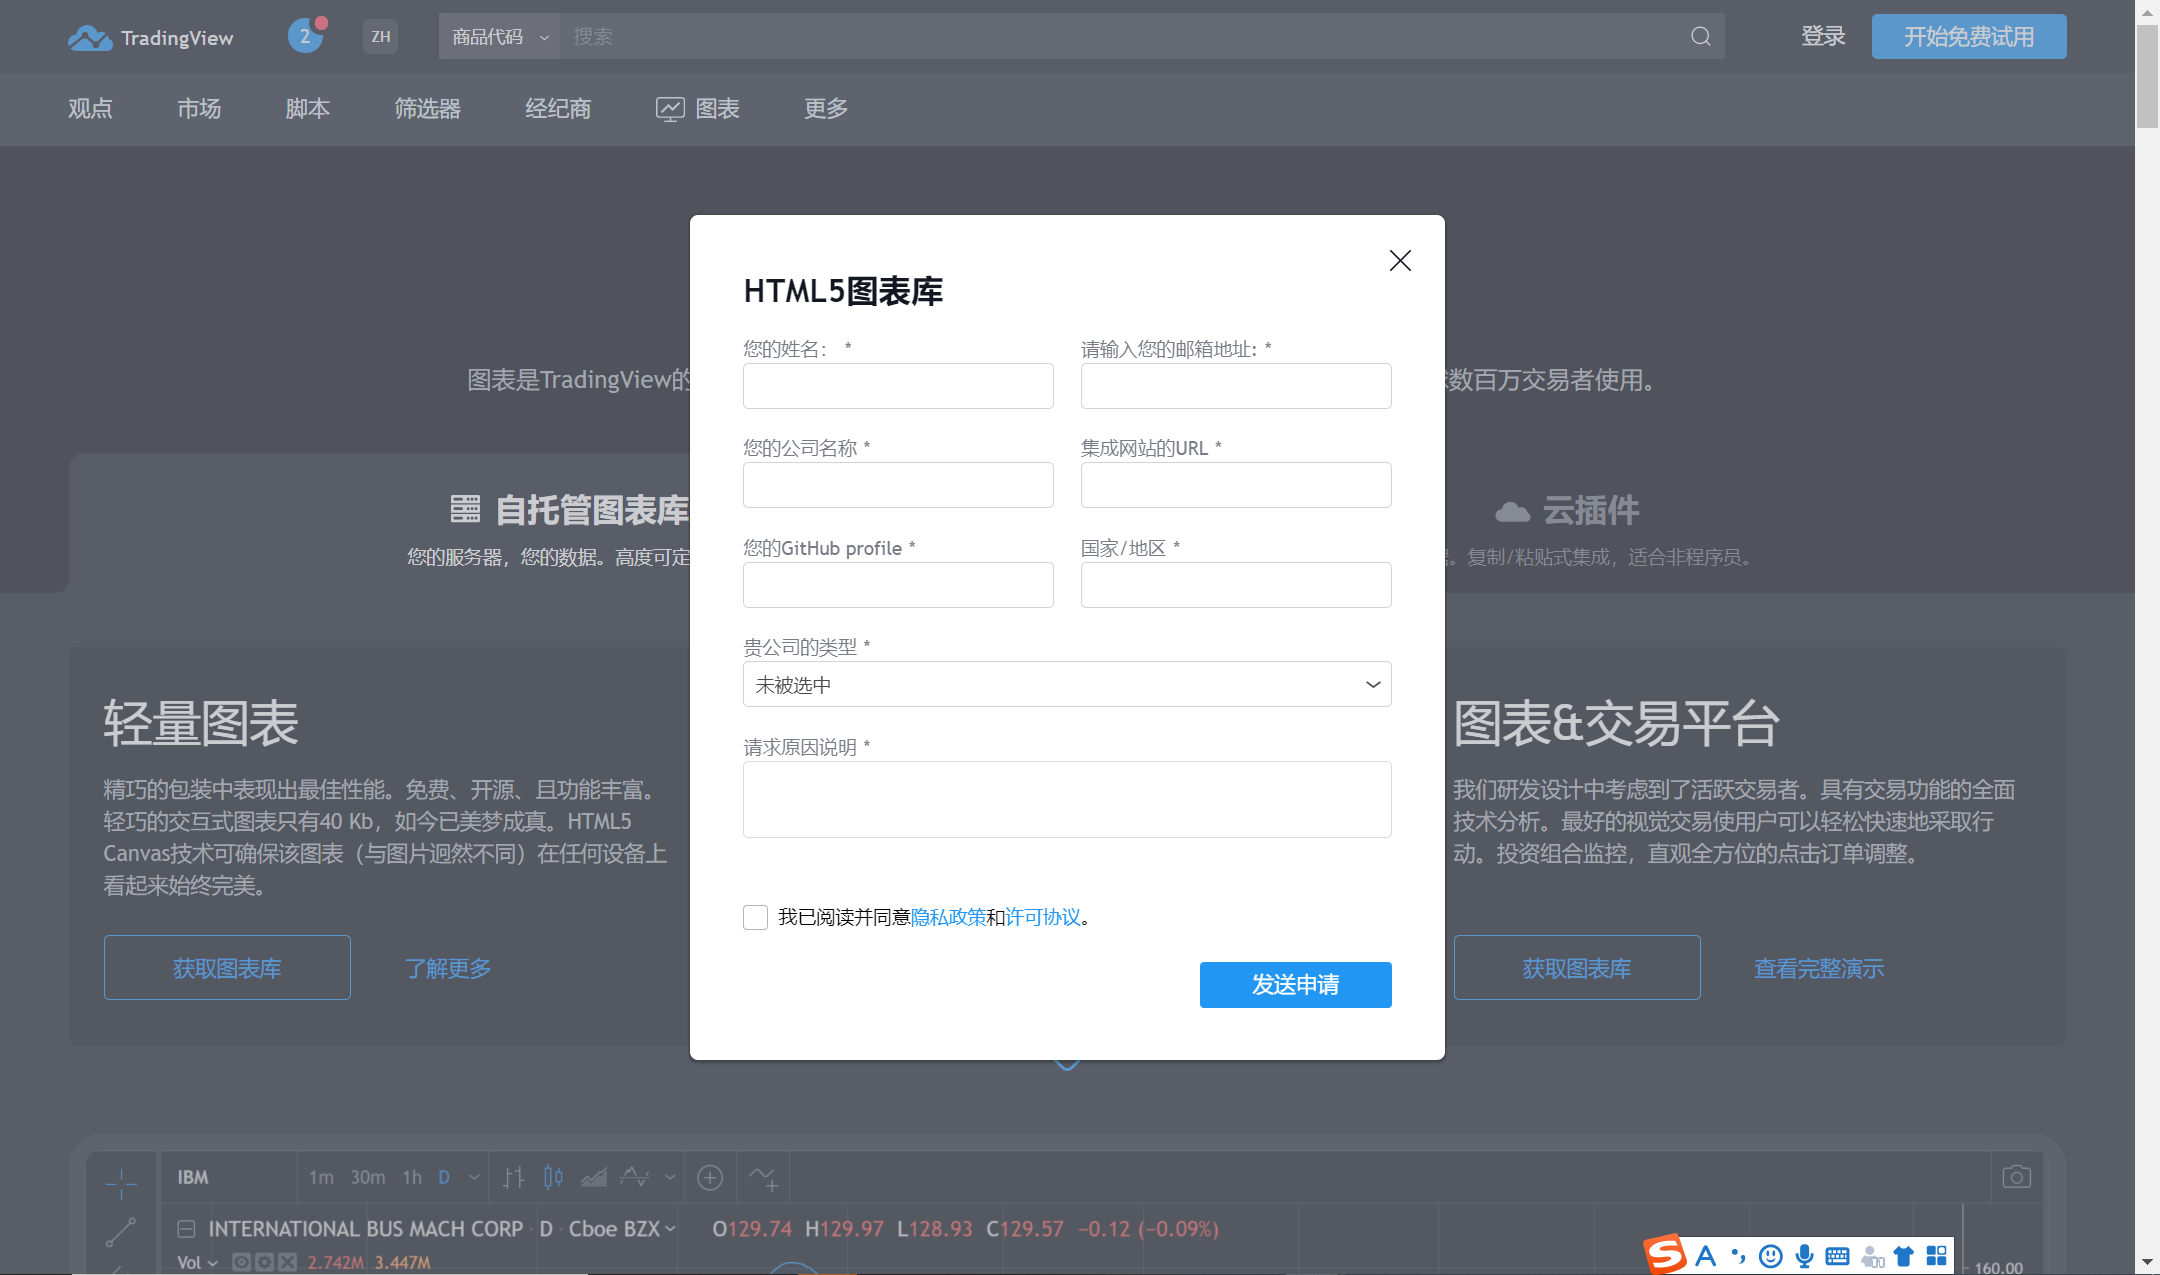 TradingView
2
ZH
商品代码
搜索
登录
开始免费试用
观点
市场
脚本
筛选器
经纪商
图表
更多
HTML5图表库
您的姓名： *
请输入您的邮箱地址: *
您的公司名称 *
集成网站的URL *
您的GitHub profile *
国家/地区 *
贵公司的类型 *
未被选中
请求原因说明 *
我已阅读并同意隐私政策和许可协议。
发送申请
图表是TradingView的
数百万交易者使用。
自托管图表库
您的服务器，您的数据。高度可定
云插件
。复制/粘贴式集成，适合非程序员。
轻量图表
精巧的包装中表现出最佳性能。免费、开源、且功能丰富。
轻巧的交互式图表只有40 Kb，如今已美梦成真。HTML5
Canvas技术可确保该图表（与图片迥然不同）在任何设备上
看起来始终完美。
获取图表库
了解更多
图表&交易平台
我们研发设计中考虑到了活跃交易者。具有交易功能的全面
技术分析。最好的视觉交易使用户可以轻松快速地采取行
动。投资组合监控，直观全方位的点击订单调整。
获取图表库
查看完整演示
IBM
1m 30m 1h D
INTERNATIONAL BUS MACH CORP · D · Cboe BZX
O129.74 H129.97 L128.93 C129.57 −0.12 (−0.09%)
Vol 2.742M 3.447M
160.00